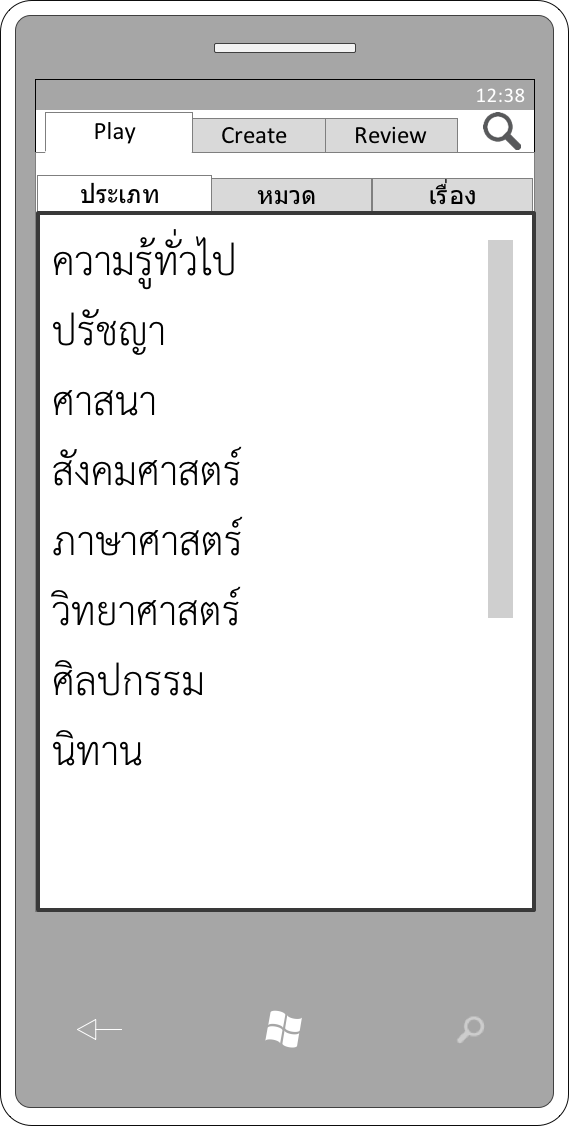 12:38
Play Create Review
ประเภท หมวด เรื่อง
ความรู้ทั่วไป
ปรัชญา
ศาสนา
สังคมศาสตร์
ภาษาศาสตร์
วิทยาศาสตร์
ศิลปกรรม
นิทาน